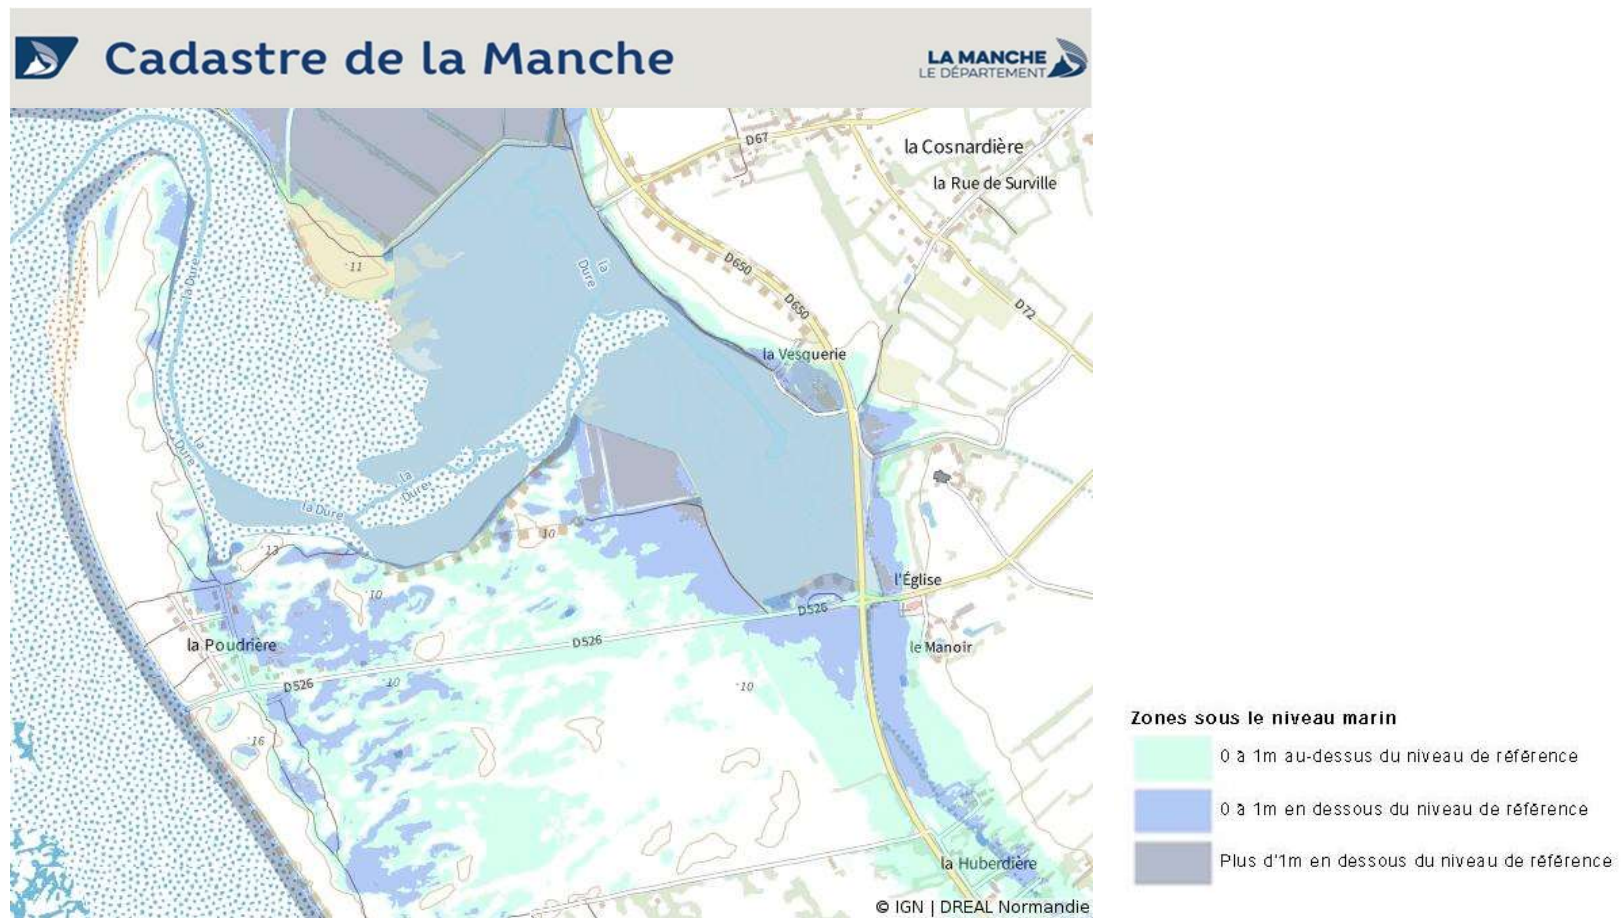 Cadastre de la Manche
LA MANCHE
LE DÉPARTEMENT
D67
la Cosnardière
la Rue de Surville
11
la Dure
la
Dure
D650
D650
D72
la Vesquerie
la
Dure
la
Dure
la Dure
13
10
10
l'Église
D526
D526
la Poudrière
le Manoir
D526
10
10
16
la Huberdière
© IGN | DREAL Normandie
Zones sous le niveau marin
0 à 1m au-dessus du niveau de référence
0 à 1m en dessous du niveau de référence
Plus d'1m en dessous du niveau de référence